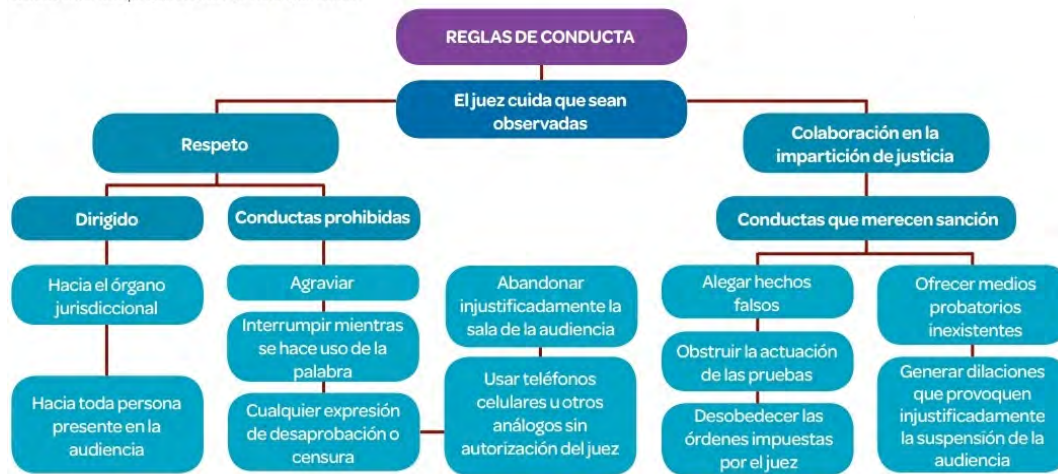 REGLAS DE CONDUCTA
El juez cuida que sean
observadas
Respeto
Colaboración en la
impartición de justicia
Dirigido
Conductas prohibidas
Conductas que merecen sanción
Hacia el órgano
jurisdiccional
Hacia toda persona
presente en la
audiencia
Agraviar
Interrumpir mientras
se hace uso de la
palabra
Cualquier expresión
de desaprobación o
censura
Abandonar
injustificadamente la
sala de la audiencia
Usar teléfonos
celulares u otros
análogos sin
autorización del juez
Alegar hechos
falsos
Obstruir la actuación
de las pruebas
Desobedecer las
órdenes impuestas
por el juez
Ofrecer medios
probatorios
inexistentes
Generar dilaciones
que provoquen
injustificadamente
la suspensión de la
audiencia